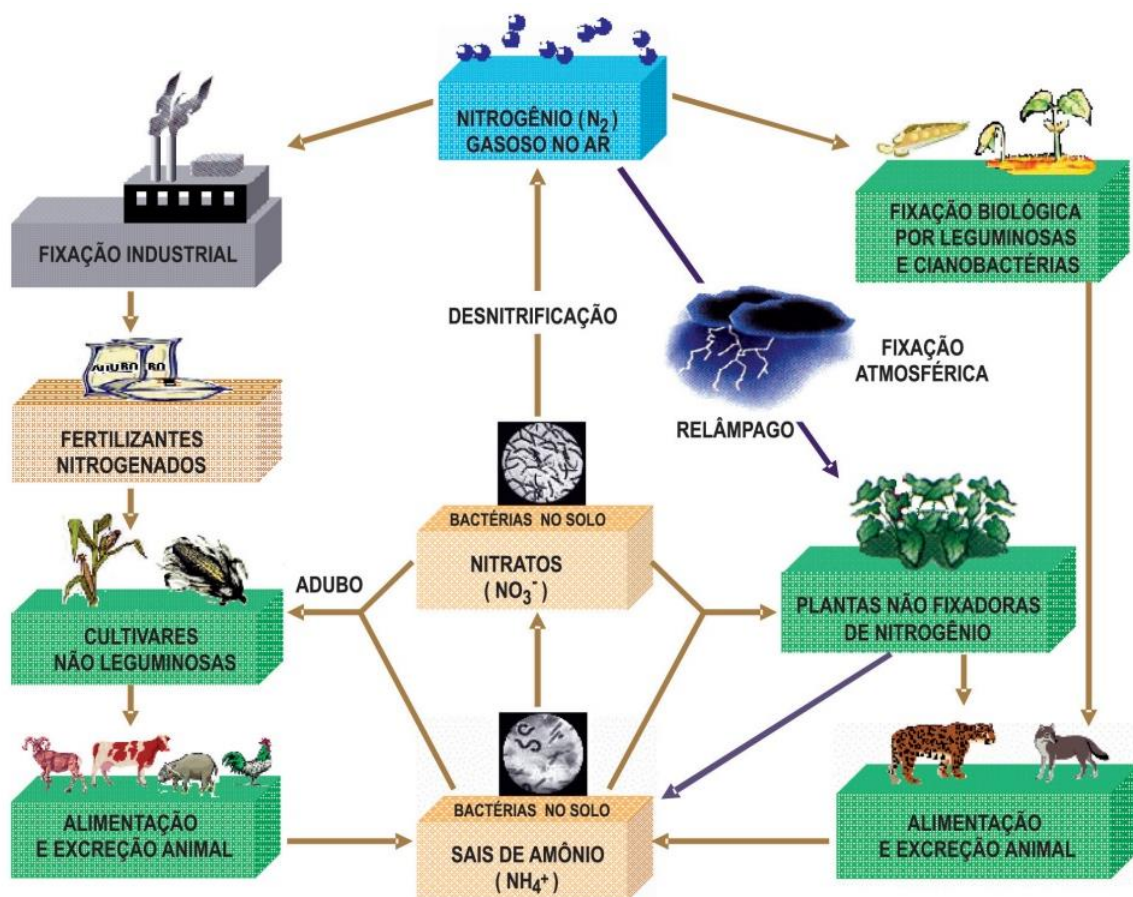 NITROGÊNIO (N2)
GASOSO NO AR
FIXAÇÃO INDUSTRIAL
FIXAÇÃO BIOLÓGICA
POR LEGUMINOSAS
E CIANOBACTÉRIAS
DESNITRIFICAÇÃO
FIXAÇÃO
ATMOSFÉRICA
RELÂMPAGO
FERTILIZANTES
NITROGENADOS
BACTÉRIAS NO SOLO
NITRATOS
(NO3-)
ADUBO
CULTIVARES
NÃO LEGUMINOSAS
PLANTAS NÃO FIXADORAS
DE NITROGÊNIO
BACTÉRIAS NO SOLO
SAIS DE AMÔNIO
(NH4+)
ALIMENTAÇÃO
E EXCREÇÃO ANIMAL
ALIMENTAÇÃO
E EXCREÇÃO ANIMAL